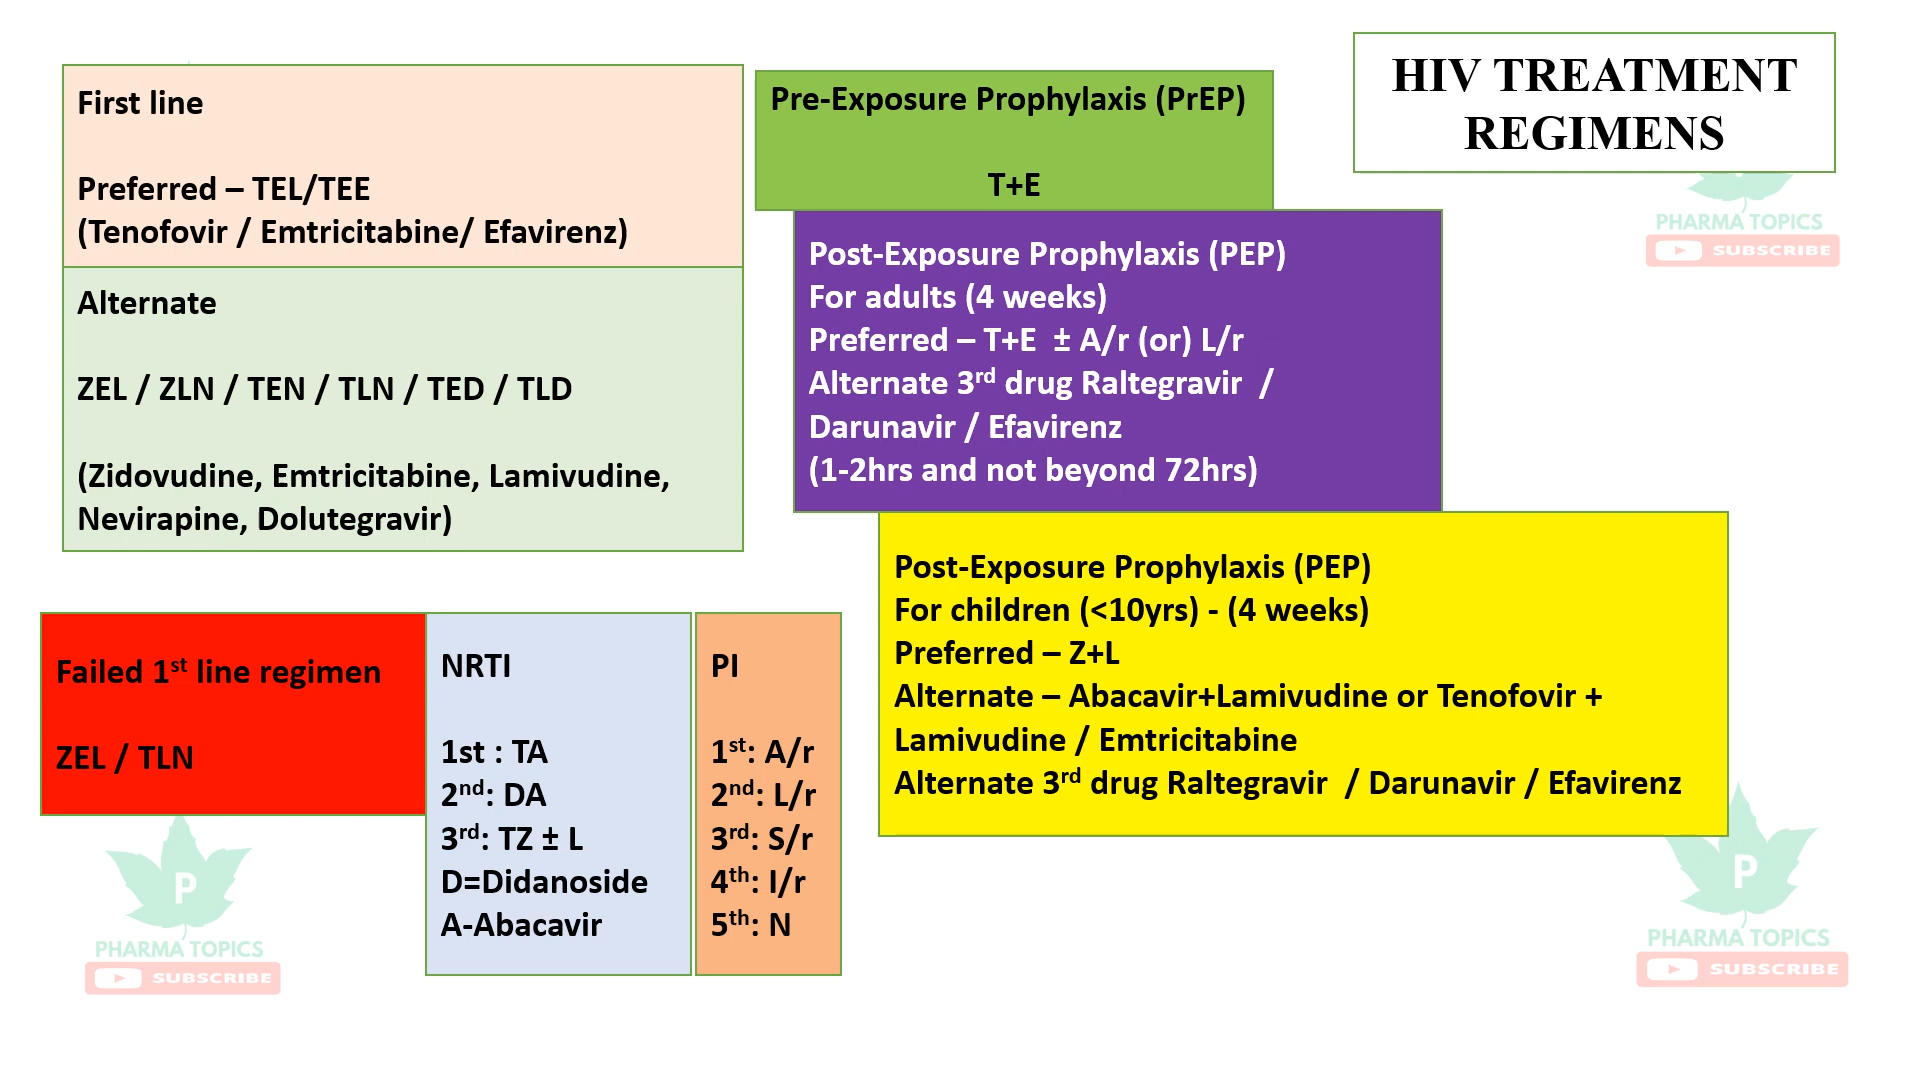 HIV TREATMENT
REGIMENS
First line
Preferred – TEL/TEE
(Tenofovir / Emtricitabine/ Efavirenz)
Alternate
ZEL / ZLN / TEN / TLN / TED / TLD
(Zidovudine, Emtricitabine, Lamivudine,
Nevirapine, Dolutegravir)
Pre-Exposure Prophylaxis (PrEP)
T+E
Post-Exposure Prophylaxis (PEP)
For adults (4 weeks)
Preferred – T+E ± A/r (or) L/r
Alternate 3rd drug Raltegravir /
Darunavir / Efavirenz
(1-2hrs and not beyond 72hrs)
Post-Exposure Prophylaxis (PEP)
For children (<10yrs) - (4 weeks)
Preferred – Z+L
Alternate – Abacavir+Lamivudine or Tenofovir +
Lamivudine / Emtricitabine
Alternate 3rd drug Raltegravir / Darunavir / Efavirenz
Failed 1st line regimen
ZEL / TLN
NRTI
1st : TA
2nd: DA
3rd: TZ ± L
D=Didanoside
A-Abacavir
PI
1st: A/r
2nd: L/r
3rd: S/r
4th: I/r
5th: N
PHARMA TOPICS
SUBSCRIBE
P
PHARMA TOPICS
SUBSCRIBE
P
PHARMA TOPICS
SUBSCRIBE